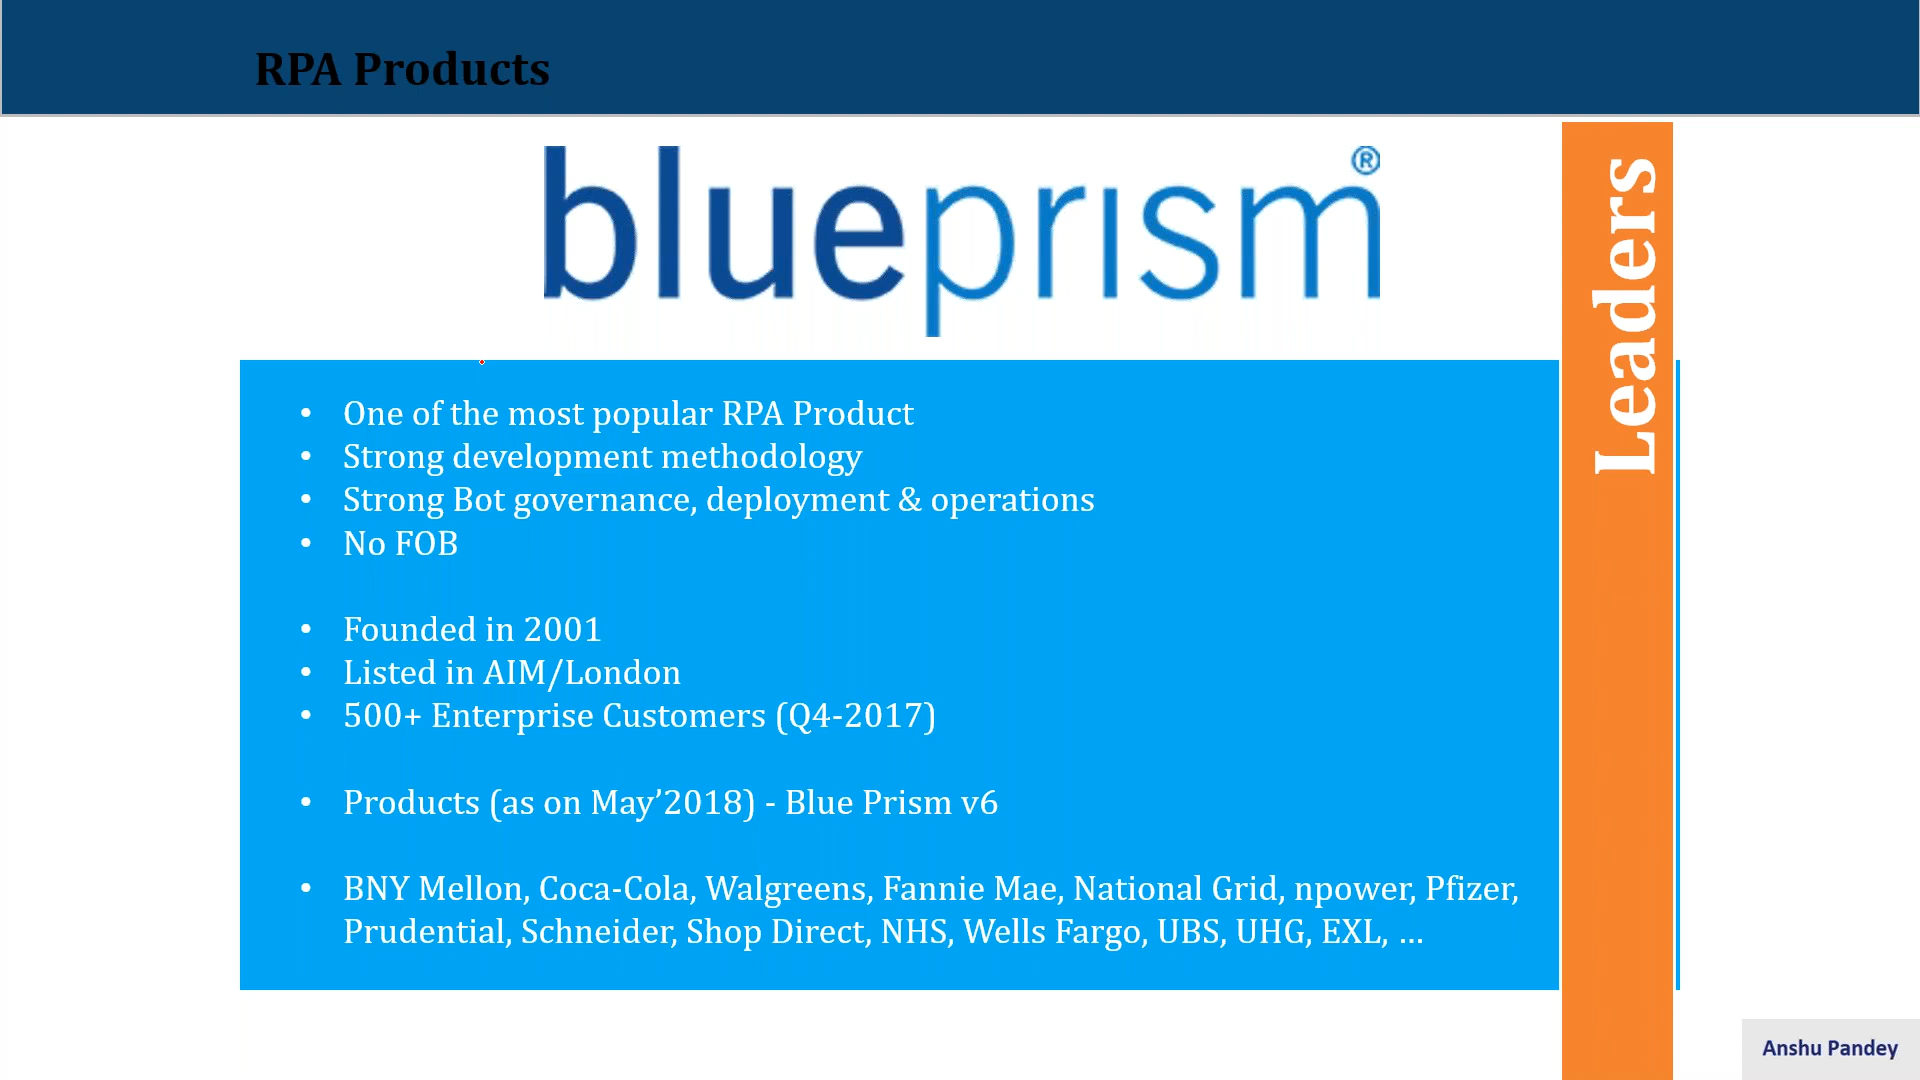 RPA Products
blueprism®
Leaders
• One of the most popular RPA Product
• Strong development methodology
• Strong Bot governance, deployment & operations
• No FOB
• Founded in 2001
• Listed in AIM/London
• 500+ Enterprise Customers (Q4-2017)
• Products (as on May’2018) - Blue Prism v6
• BNY Mellon, Coca-Cola, Walgreens, Fannie Mae, National Grid, npower, Pfizer,
Prudential, Schneider, Shop Direct, NHS, Wells Fargo, UBS, UHG, EXL, ...
Anshu Pandey